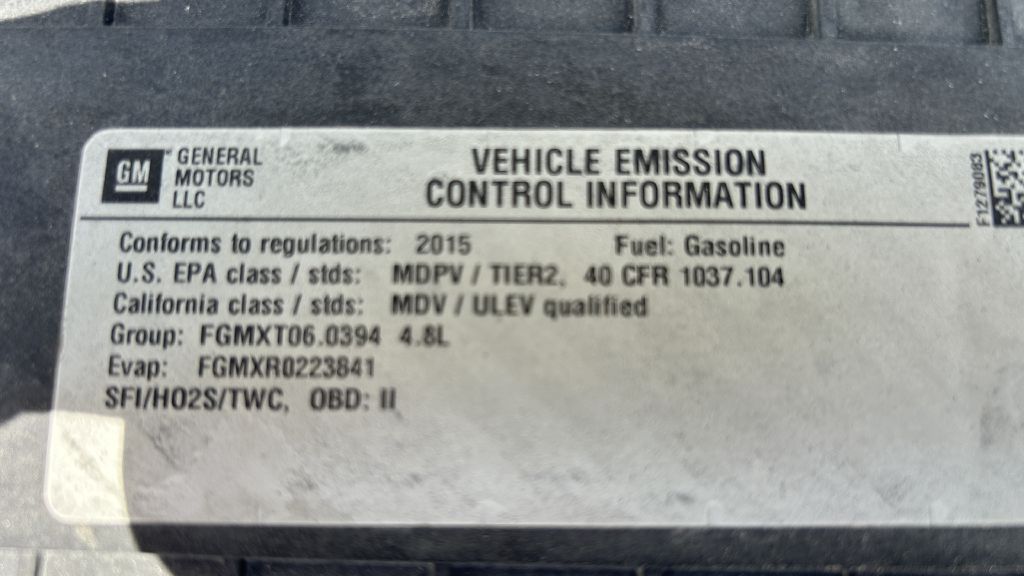 GM GENERAL MOTORS LLC
VEHICLE EMISSION
CONTROL INFORMATION
F1279083
Conforms to regulations: 2015 Fuel: Gasoline
U.S. EPA class / stds: MDPV / TIER2, 40 CFR 1037.104
California class / stds: MDV / ULEV qualified
Group: FGMXT06.0394 4.8L
Evap: FGMXR0223841
SFI/HO2S/TWC, OBD: II